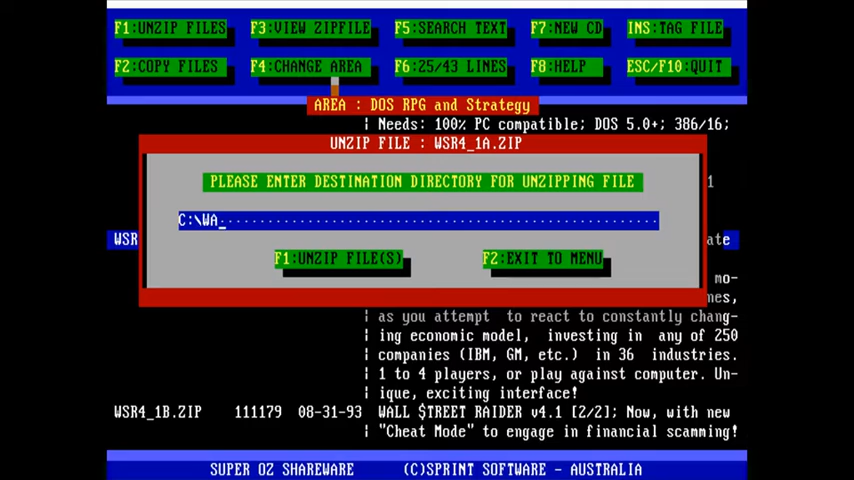 F1:UNZIP FILES F3:VIEW ZIPFILE F5:SEARCH TEXT F7:NEW CD INS:TAG FILE
F2:COPY FILES F4:CHANGE AREA F6:25/43 LINES F8:HELP ESC/F10:QUIT
AREA : DOS RPG and Strategy
| Needs: 100% PC compatible; DOS 5.0+; 386/16;
UNZIP FILE : WSR4_1A.ZIP
PLEASE ENTER DESTINATION DIRECTORY FOR UNZIPPING FILE
1
C:\WA_
WSR
ate
F1:UNZIP FILE(S) F2:EXIT TO MENU
mo-
nes,
| as you attempt to react to constantly chang-
| ing economic model, investing in any of 250
| companies (IBM, GM, etc.) in 36 industries.
| 1 to 4 players, or play against computer. Un-
| ique, exciting interface!
WSR4_1B.ZIP 111179 08-31-93 WALL $TREET RAIDER v4.1 [2/2]; Now, with new
| "Cheat Mode" to engage in financial scamming!
SUPER OZ SHAREWARE (C)SPRINT SOFTWARE - AUSTRALIA